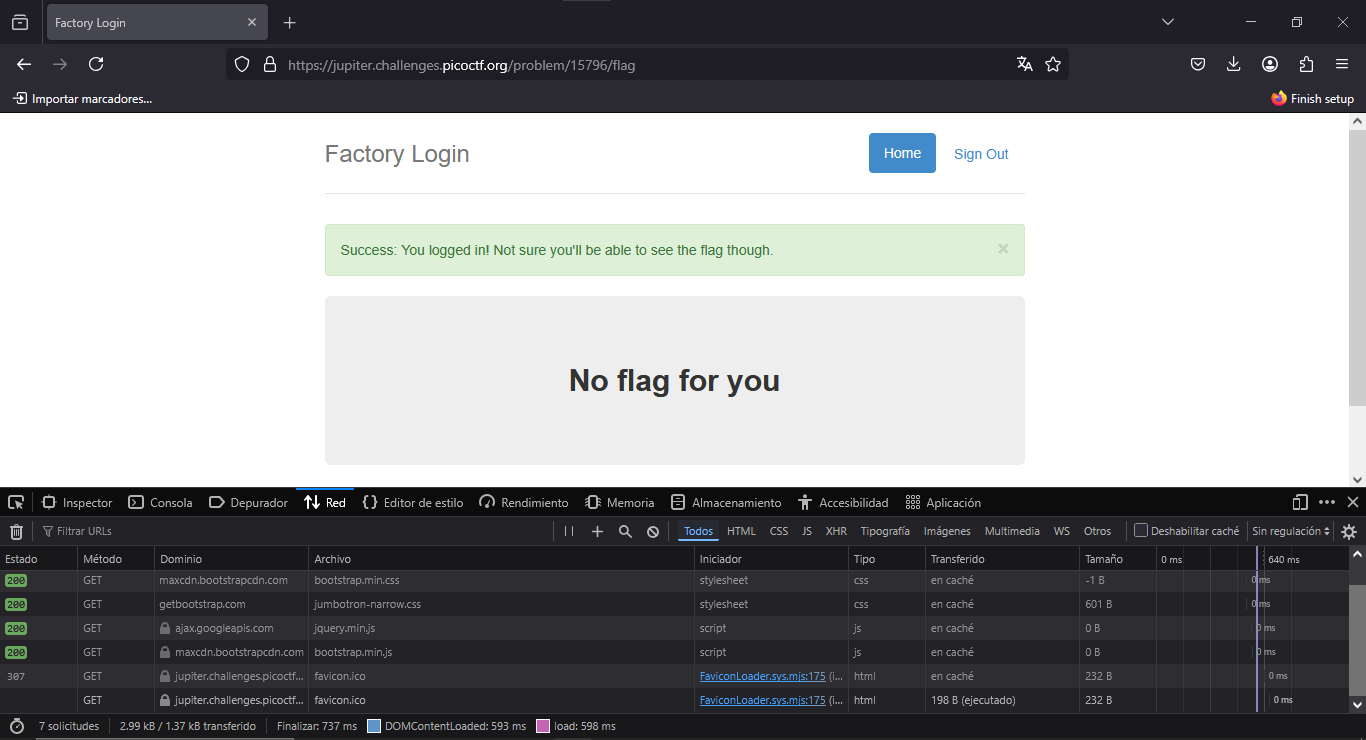 Factory Login
https://jupiter.challenges.picoctf.org/problem/15796/flag
Importar marcadores...
Finish setup
Factory Login
Home
Sign Out
Success: You logged in! Not sure you'll be able to see the flag though.
×
No flag for you
Inspector Consola Depurador Red Editor de estilo Rendimiento Memoria Almacenamiento Accesibilidad Aplicación
Filtrar URLs Todos HTML CSS JS XHR Tipografía Imágenes Multimedia WS Otros Deshabilitar caché Sin regulación
Estado Método Dominio Archivo Iniciador Tipo Transferido Tamaño 0 ms 640 ms
200 GET maxcdn.bootstrapcdn.com bootstrap.min.css stylesheet css en caché -1 B 0 ms
200 GET getbootstrap.com jumbotron-narrow.css stylesheet css en caché 601 B 0 ms
200 GET ajax.googleapis.com jquery.min.js script js en caché 0 B 0 ms
200 GET maxcdn.bootstrapcdn.com bootstrap.min.js script js en caché 0 B 0 ms
307 GET jupiter.challenges.picoctf... favicon.ico FaviconLoader.sys.mjs:175 (i... html en caché 232 B 0 ms
GET jupiter.challenges.picoctf... favicon.ico FaviconLoader.sys.mjs:175 (i... html 198 B (ejecutado) 232 B 0 ms
7 solicitudes 2.99 kB / 1.37 kB transferido Finalizar: 737 ms DOMContentLoaded: 593 ms load: 598 ms